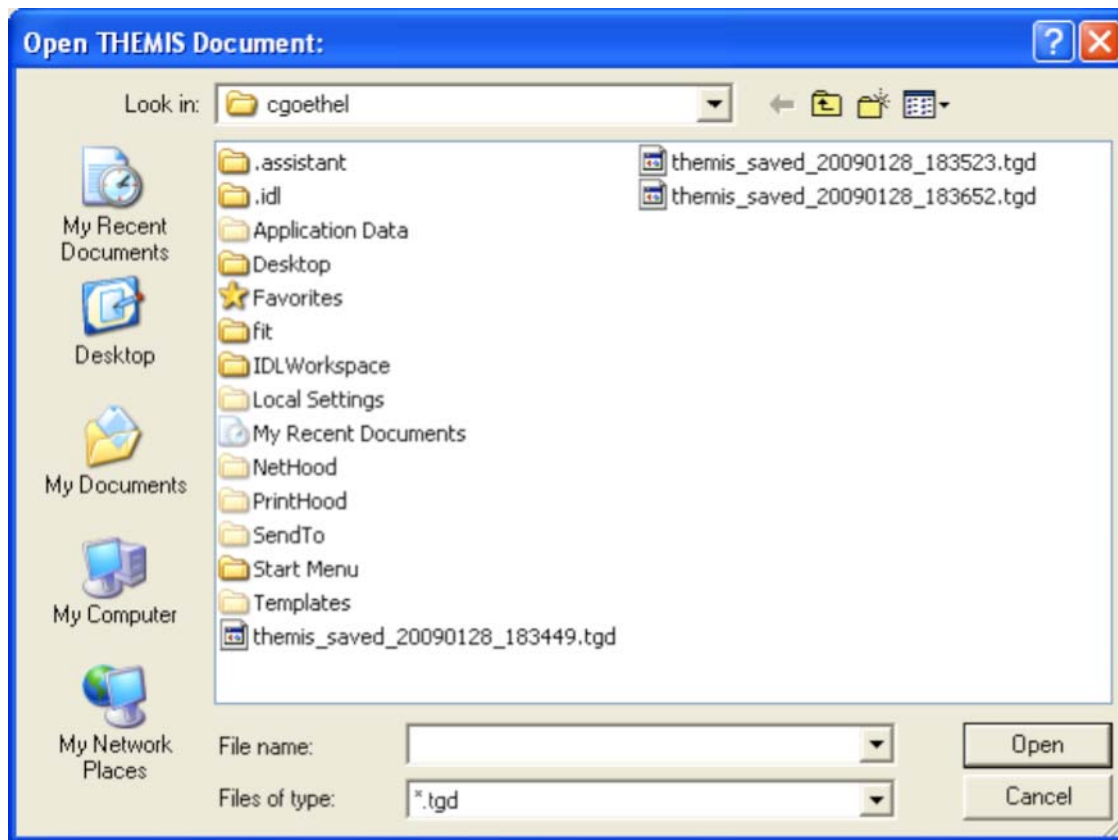 Open THEMIS Document:
Look in: cgoethel
My Recent
Documents
Desktop
My Documents
My Computer
My Network
Places
.assistant
.idl
Application Data
Desktop
Favorites
fit
IDLWorkspace
Local Settings
My Recent Documents
NetHood
PrintHood
SendTo
Start Menu
Templates
themis_saved_20090128_183449.tgd
themis_saved_20090128_183523.tgd
themis_saved_20090128_183652.tgd
File name:
Open
Files of type: *.tgd
Cancel